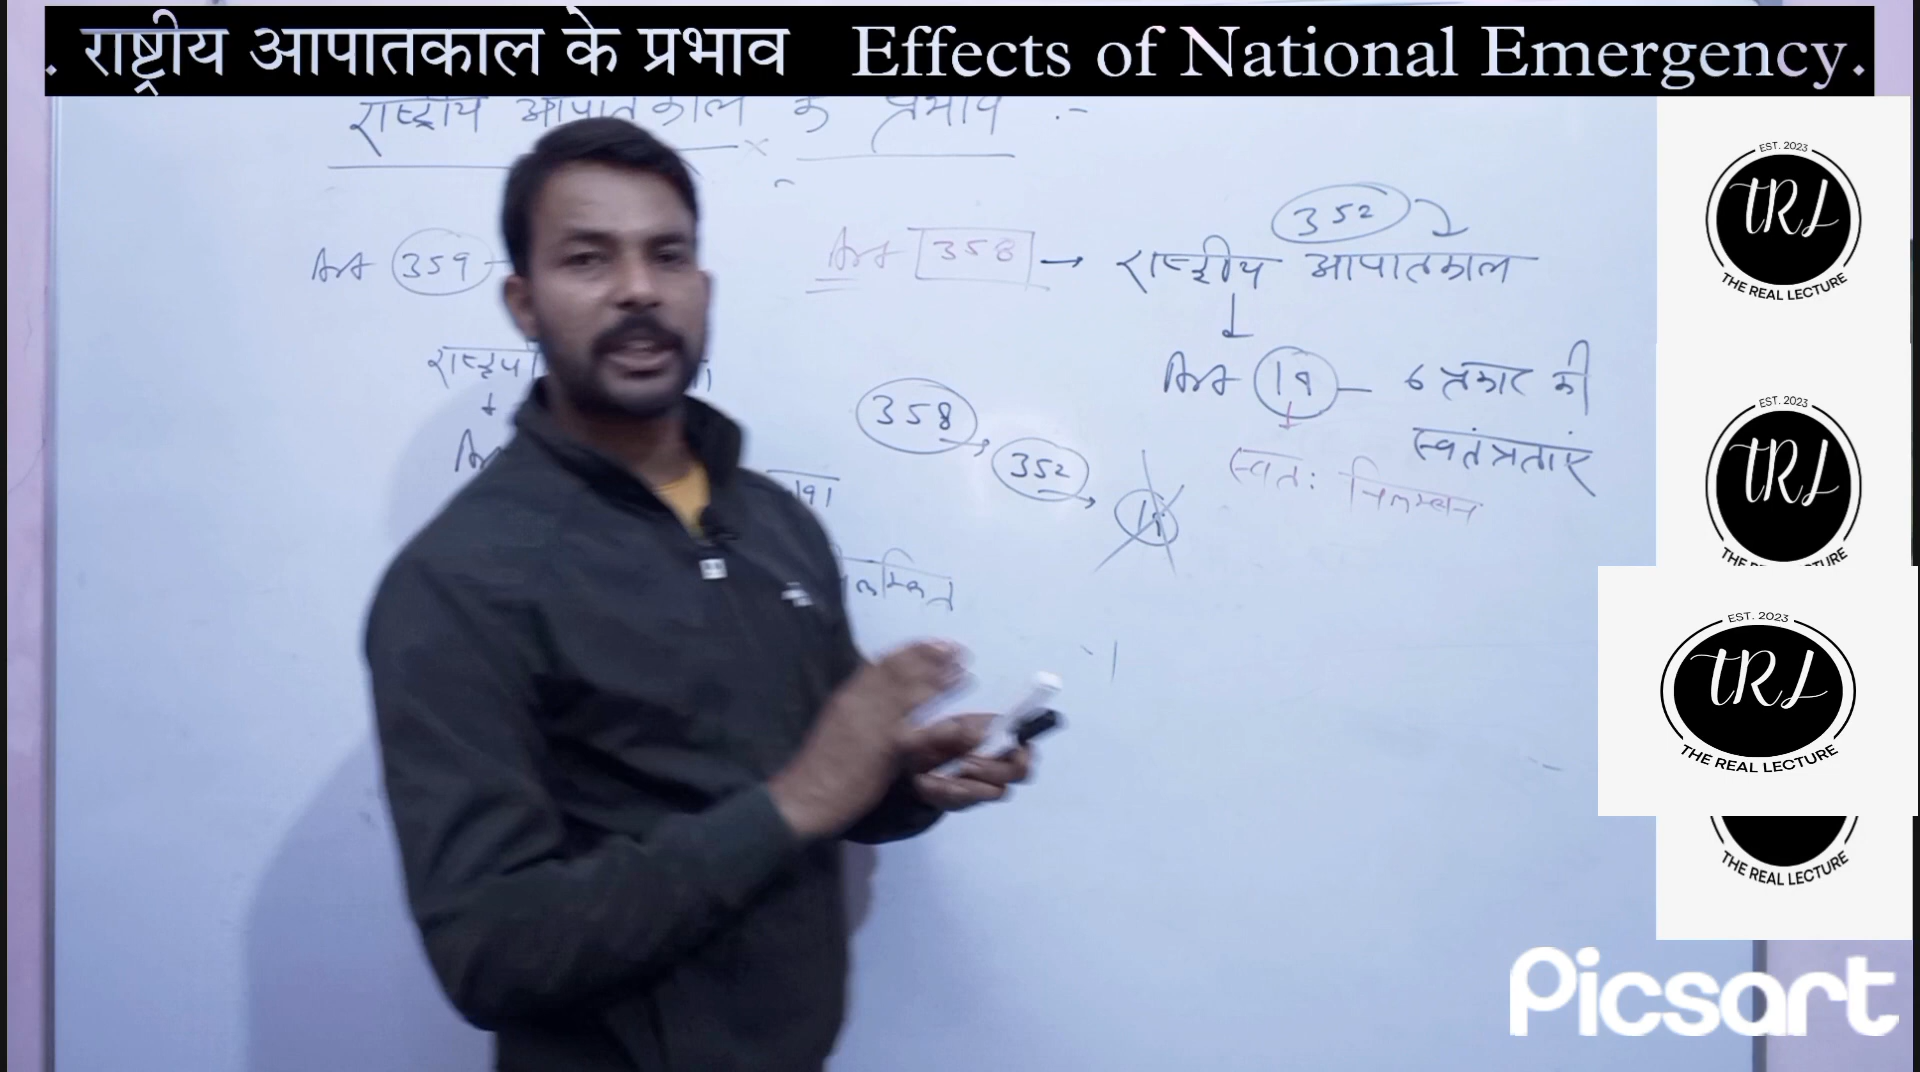 . राष्ट्रीय आपातकाल के प्रभाव Effects of National Emergency.
राष्ट्रीय आपातकाल के प्रभाव :-
352
Art 359
Art 358 → राष्ट्रीय आपातकाल
Art 19 - 6 प्रकार की
स्वतंत्रताएं
358 → 352 → 19
स्वत: निलम्बन
EST. 2023
TRL
THE REAL LECTURE
EST. 2023
TRL
EST. 2023
TRL
THE REAL LECTURE
THE REAL LECTURE
Picsart